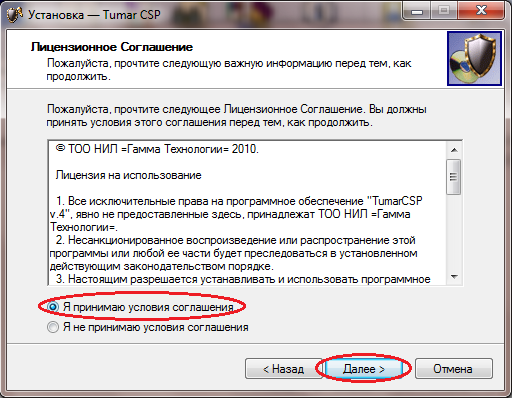 Установка — Tumar CSP
Лицензионное Соглашение
Пожалуйста, прочтите следующую важную информацию перед тем, как
продолжить.
Пожалуйста, прочтите следующее Лицензионное Соглашение. Вы должны
принять условия этого соглашения перед тем, как продолжить.
© ТОО НИЛ =Гамма Технологии= 2010.
Лицензия на использование
1. Все исключительные права на программное обеспечение "TumarCSP
v.4", явно не предоставленные здесь, принадлежат ТОО НИЛ =Гамма
Технологии=.
2. Несанкционированное воспроизведение или распространение этой
программы или любой ее части будет преследоваться в установленном
действующим законодательством порядке.
3. Настоящим разрешается устанавливать и использовать программное
Я принимаю условия соглашения
Я не принимаю условия соглашения
< Назад
Далее >
Отмена